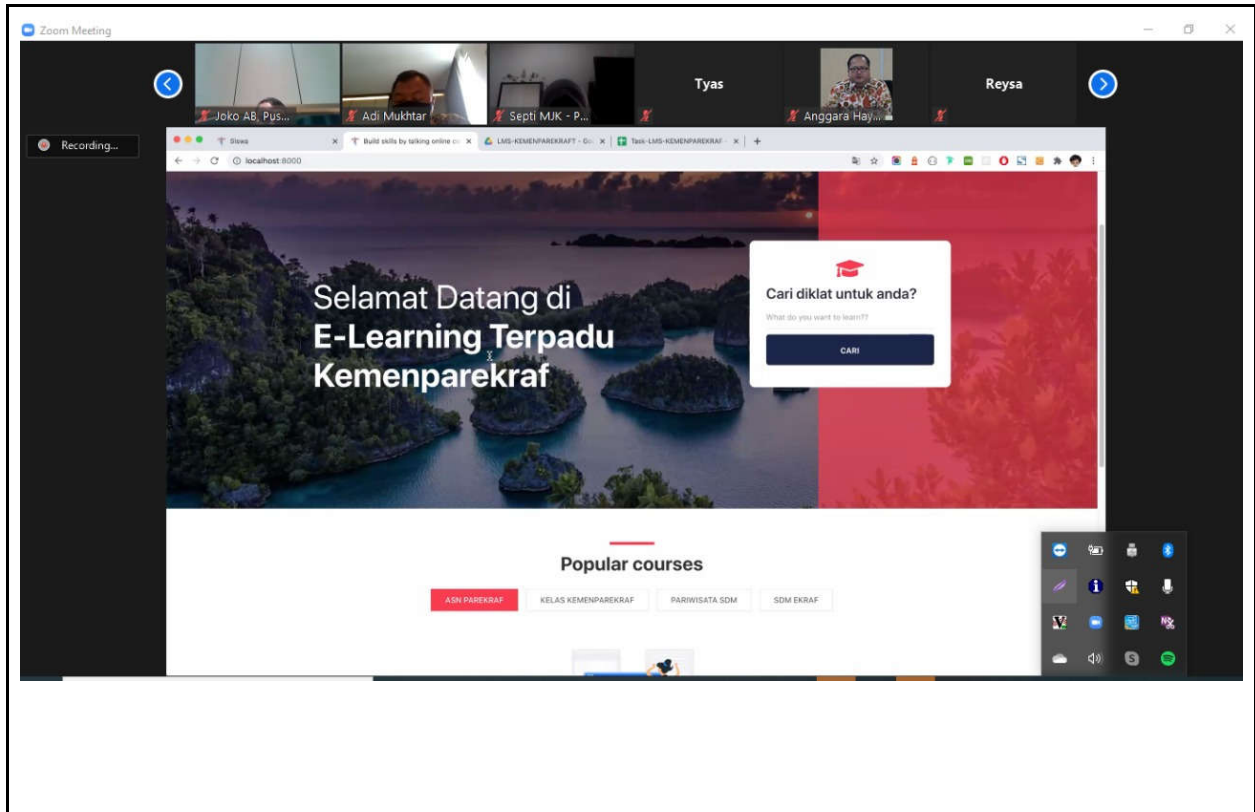 Zoom Meeting
Joko AB, Pus...
Adi Mukhtar
Septi MJK - P...
Tyas
Anggara Hay...
Reysa
Recording...
Siswa
Build skills by talking online co
LMS-KEMENPAREKRAFT - Go
Task-LMS-KEMENPAREKRAF -
localhost:8000
Selamat Datang di
E-Learning Terpadu
Kemenparekraf
Cari diklat untuk anda?
What do you want to learn??
CARI
Popular courses
ASN PAREKRAF
KELAS KEMENPAREKRAF
PARIWISATA SDM
SDM EKRAF